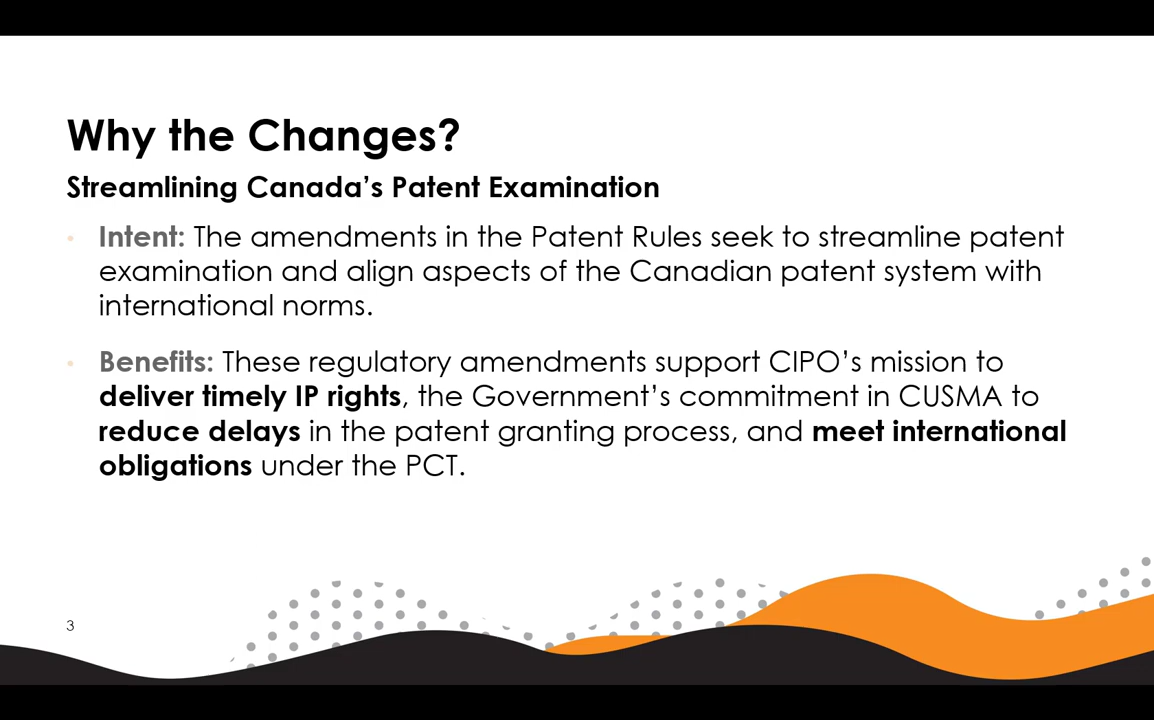 Why the Changes?
Streamlining Canada’s Patent Examination
• Intent: The amendments in the Patent Rules seek to streamline patent
examination and align aspects of the Canadian patent system with
international norms.
• Benefits: These regulatory amendments support CIPO’s mission to
deliver timely IP rights, the Government’s commitment in CUSMA to
reduce delays in the patent granting process, and meet international
obligations under the PCT.
3